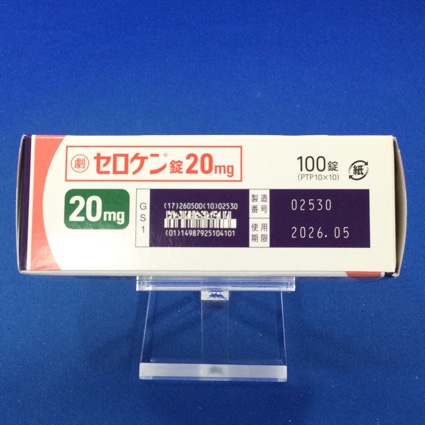 劇 セロケン®錠20mg
100錠
(PTP10×10)
紙
20mg
GS1
(17)260500(10)02530
(01)14987925104101
製造番号 02530
使用期限 2026.05